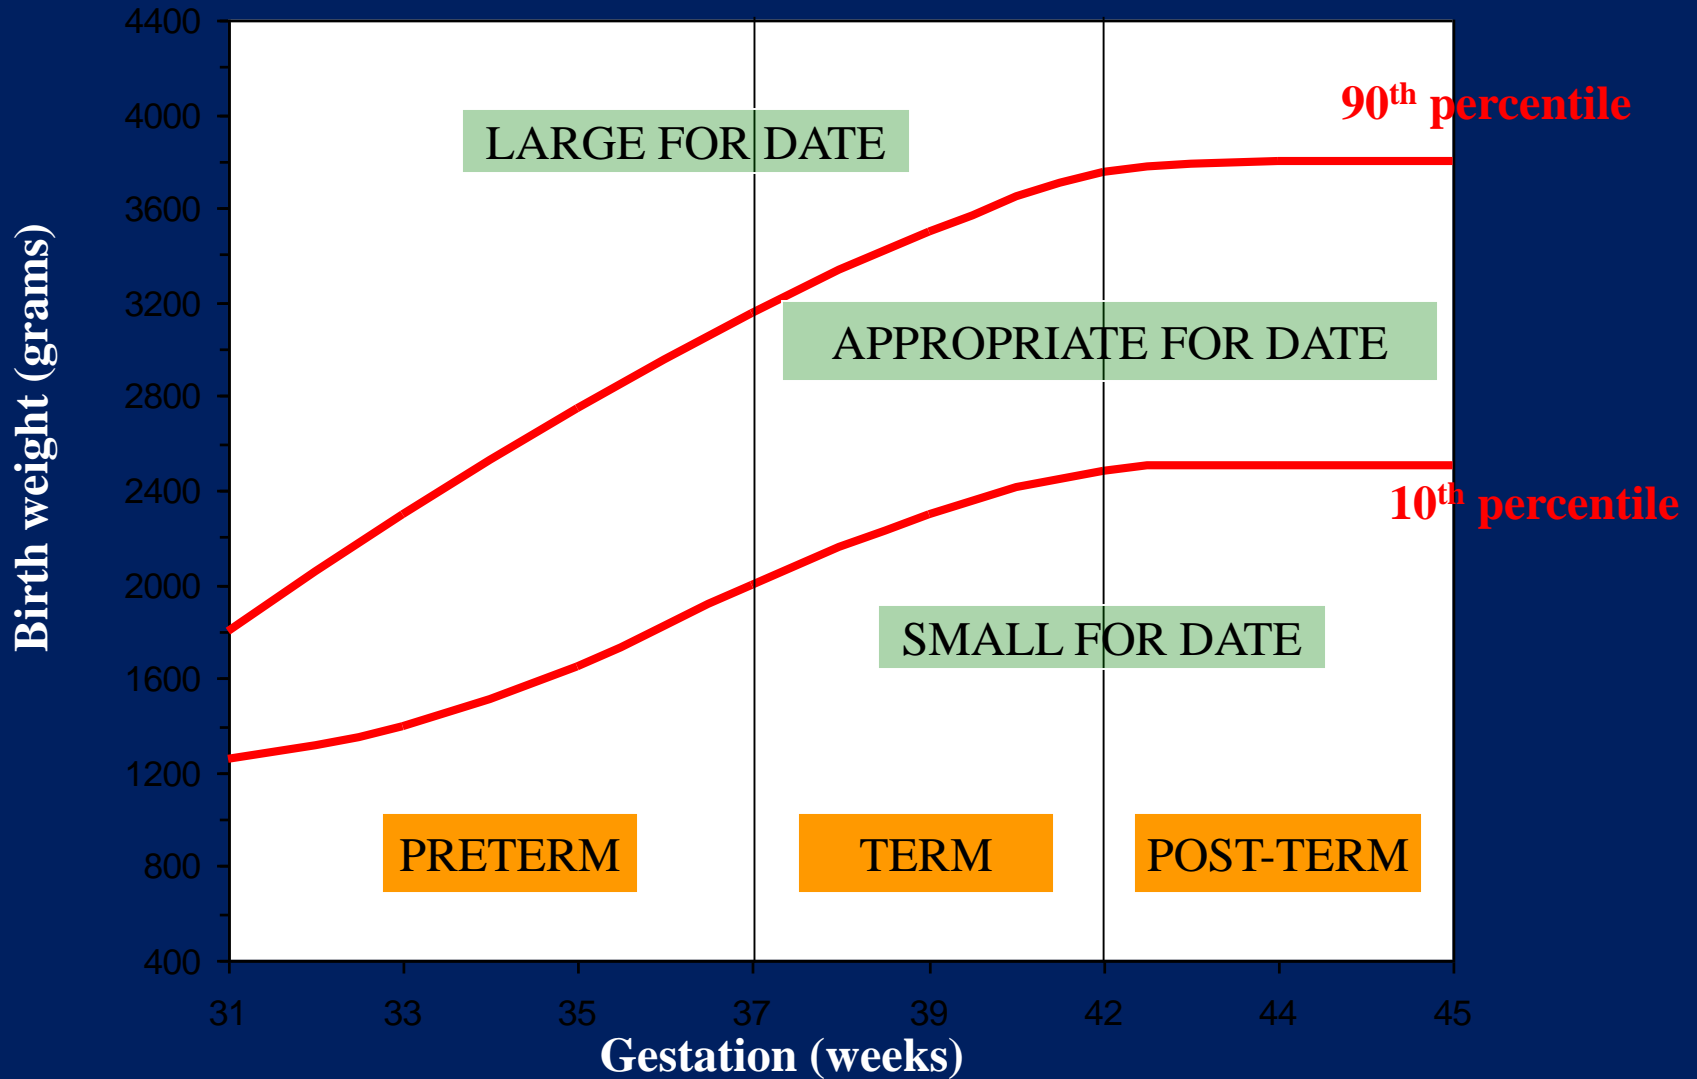 4400
4000
3600
3200
2800
2400
2000
1600
1200
800
400
Birth weight (grams)
90th percentile
LARGE FOR DATE
APPROPRIATE FOR DATE
10th percentile
SMALL FOR DATE
PRETERM
TERM
POST-TERM
31 33 35 37 39 42 44 45
Gestation (weeks)